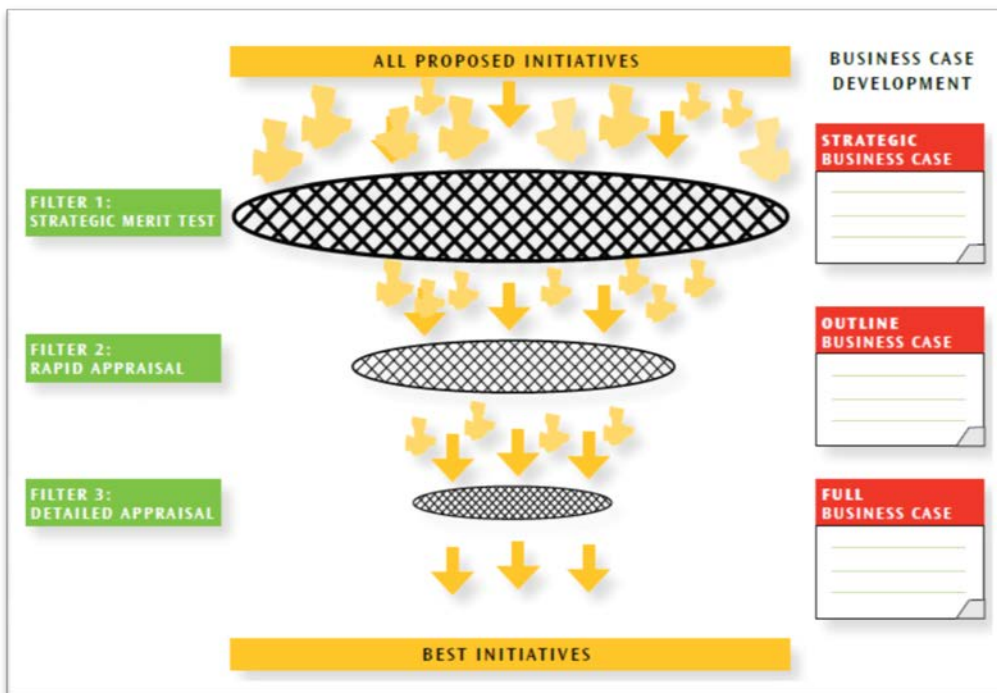 ALL PROPOSED INITIATIVES
BUSINESS CASE
DEVELOPMENT
STRATEGIC
BUSINESS CASE
FILTER 1:
STRATEGIC MERIT TEST
OUTLINE
BUSINESS CASE
FILTER 2:
RAPID APPRAISAL
FULL
BUSINESS CASE
FILTER 3:
DETAILED APPRAISAL
BEST INITIATIVES